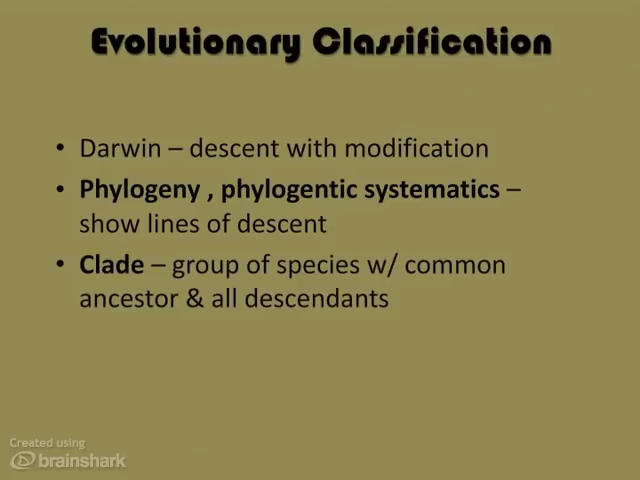 Evolutionary Classification
• Darwin – descent with modification
• Phylogeny , phylogentic systematics –
show lines of descent
• Clade – group of species w/ common
ancestor & all descendants
Created using
brainshark